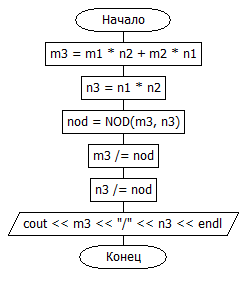 Начало
m3 = m1 * n2 + m2 * n1
n3 = n1 * n2
nod = NOD(m3, n3)
m3 /= nod
n3 /= nod
cout << m3 << "/" << n3 << endl
Конец